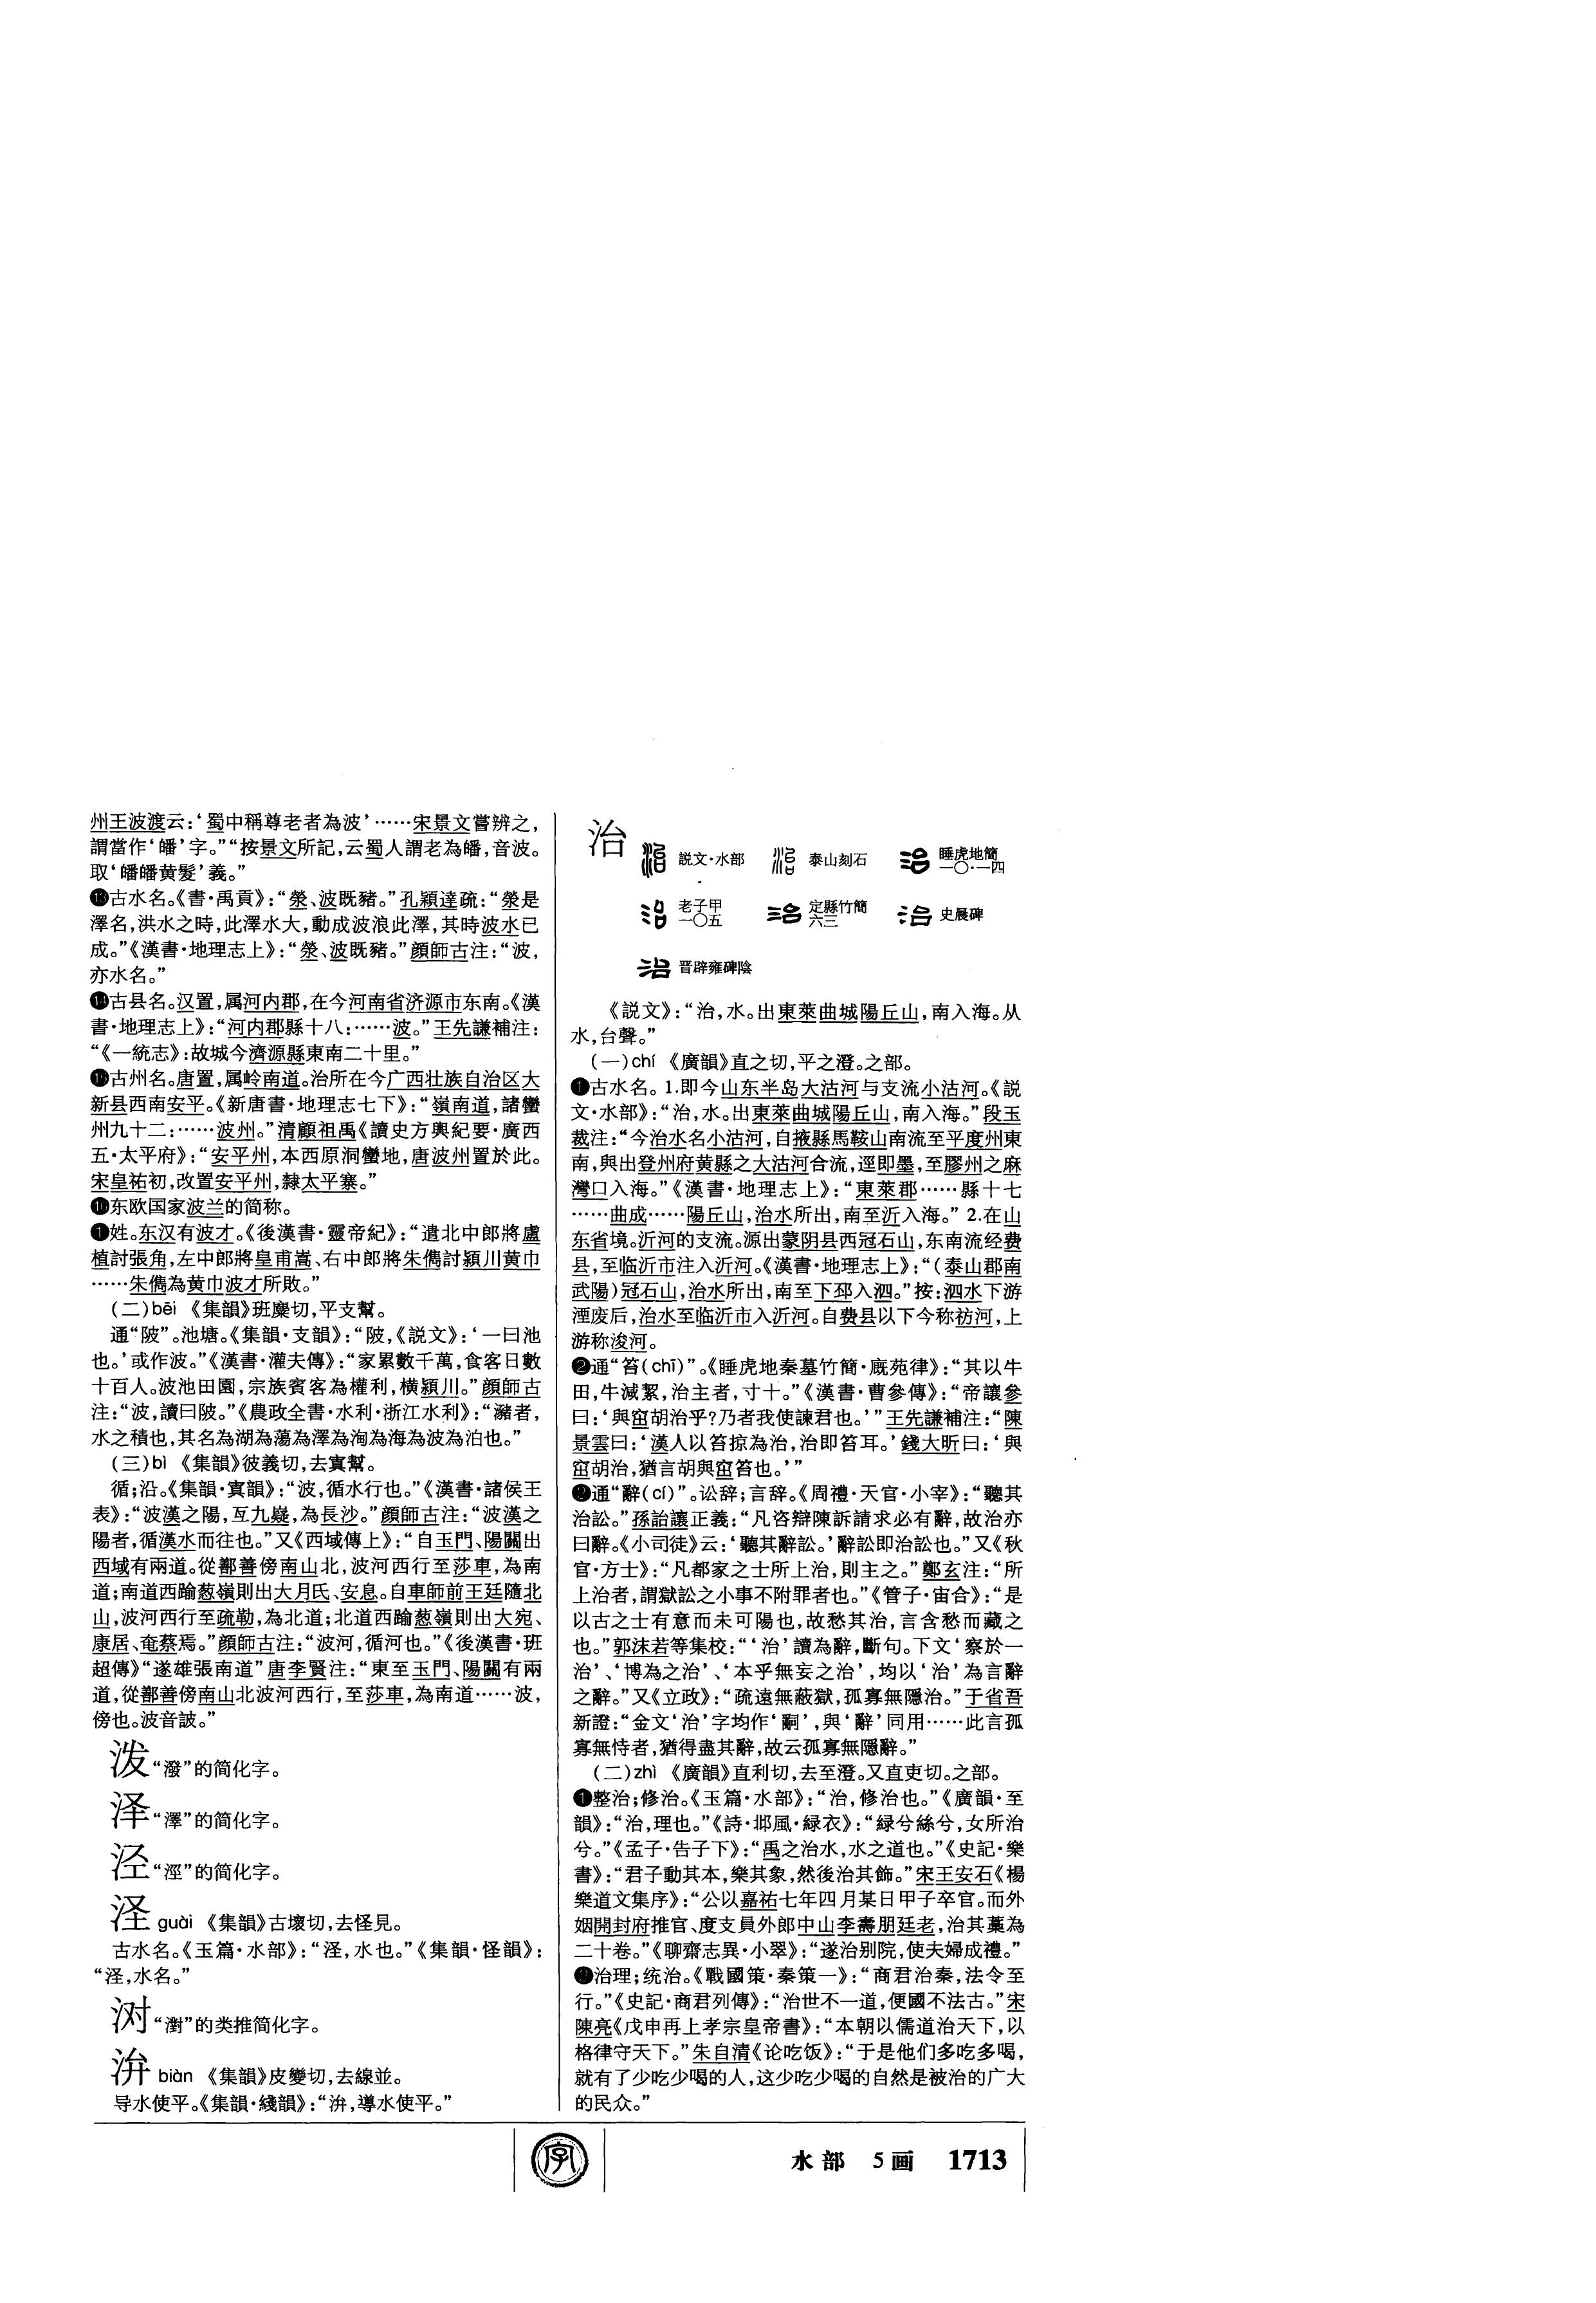 州王波渡云：‘蜀中稱尊老者為波’……宋景文嘗辨之，
謂當作‘皤’字。”“按景文所記，云蜀人謂老為皤，音波。
取‘皤皤黄髮’義。”
⓭古水名。《書·禹貢》：“滎、波既豬。”孔穎達疏：“滎是
澤名，洪水之時，此澤水大，動成波浪此澤，其時波水已
成。”《漢書·地理志上》：“滎、波既豬。”顔師古注：“波，
亦水名。”
⓮古县名。汉置，属河内郡，在今河南省济源市东南。《漢
書·地理志上》：“河内郡縣十八：……波。”王先謙補注：
“《一統志》：故城今濟源縣東南二十里。”
⓯古州名。唐置，属岭南道。治所在今广西壮族自治区大
新县西南安平。《新唐書·地理志七下》：“嶺南道，諸蠻
州九十二：……波州。”清顧祖禹《讀史方輿紀要·廣西
五·太平府》：“安平州，本西原洞蠻地，唐波州置於此。
宋皇祐初，改置安平州，隸太平寨。”
⓰东欧国家波兰的简称。
❶姓。东汉有波才。《後漢書·靈帝紀》：“遣北中郎將盧
植討張角，左中郎將皇甫嵩、右中郎將朱儁討潁川黄巾
……朱儁為黄巾波才所敗。”
（二）bēi 《集韻》班麋切，平支幫。
通“陂”。池塘。《集韻·支韻》：“陂，《説文》：‘一曰池
也。’或作波。”《漢書·灌夫傳》：“家累數千萬，食客日數
十百人。波池田園，宗族賓客為權利，横潁川。”顔師古
注：“波，讀曰陂。”《農政全書·水利·浙江水利》：“瀦者，
水之積也，其名為湖為蕩為澤為洵為海為波為泊也。”
（三）bì 《集韻》彼義切，去寘幫。
循；沿。《集韻·寘韻》：“波，循水行也。”《漢書·諸侯王
表》：“波漢之陽，亙九嶷，為長沙。”顔師古注：“波漢之
陽者，循漢水而往也。”又《西域傳上》：“自玉門、陽關出
西域有兩道。從鄯善傍南山北，波河西行至莎車，為南
道；南道西踰葱嶺則出大月氏、安息。自車師前王廷隨北
山，波河西行至疏勒，為北道；北道西踰葱嶺則出大宛、
康居、奄蔡焉。”顔師古注：“波河，循河也。”《後漢書·班
超傳》“遂雄張南道”唐李賢注：“東至玉門、陽關有兩
道，從鄯善傍南山北波河西行，至莎車，為南道……波，
傍也。波音詖。”
泼“潑”的简化字。
泽“澤”的简化字。
泾“涇”的简化字。
泾 guài 《集韻》古壞切，去怪見。
古水名。《玉篇·水部》：“泾，水也。”《集韻·怪韻》：
“泾，水名。”
㳔“澍”的类推简化字。
汴 biàn 《集韻》皮變切，去線並。
导水使平。《集韻·綫韻》：“汴，導水使平。”
治
治 説文·水部 治 泰山刻石 治 睡虎地簡一〇·一四
治 老子甲一〇五 治 定縣竹簡六三 治 史晨碑
治 晋辟雍碑陰
《説文》：“治，水。出東萊曲城陽丘山，南入海。从
水，台聲。”
（一）chí 《廣韻》直之切，平之澄。之部。
❶古水名。1.即今山东半岛大沽河与支流小沽河。《説
文·水部》：“治，水。出東萊曲城陽丘山，南入海。”段玉
裁注：“今治水名小沽河，自掖縣馬鞍山南流至平度州東
南，與出登州府黄縣之大沽河合流，逕即墨，至膠州之麻
灣口入海。”《漢書·地理志上》：“東萊郡……縣十七
……曲成……陽丘山，治水所出，南至沂入海。”2.在山
东省境。沂河的支流。源出蒙阴县西冠石山，东南流经费
县，至临沂市注入沂河。《漢書·地理志上》：“（泰山郡南
武陽）冠石山，治水所出，南至下邳入泗。”按：泗水下游
湮废后，治水至临沂市入沂河。自费县以下今称祊河，上
游称浚河。
❷通“笞（chī）”。《睡虎地秦墓竹簡·厩苑律》：“其以牛
田，牛減絜，治主者，寸十。”《漢書·曹參傳》：“帝讓參
曰：‘與窋胡治乎？乃者我使諫君也。’”王先謙補注：“陳
景雲曰：‘漢人以笞掠為治，治即笞耳。’錢大昕曰：‘與
窋胡治，猶言胡與窋笞也。’”
❷通“辭（cí）”。讼辞；言辞。《周禮·天官·小宰》：“聽其
治訟。”孫詒讓正義：“凡咨辯陳訴請求必有辭，故治亦
曰辭。《小司徒》云：‘聽其辭訟。’辭訟即治訟也。”又《秋
官·方士》：“凡都家之士所上治，則主之。”鄭玄注：“所
上治者，謂獄訟之小事不附罪者也。”《管子·宙合》：“是
以古之士有意而未可陽也，故愁其治，言含愁而藏之
也。”郭沫若等集校：“‘治’讀為辭，斷句。下文‘察於一
治’、‘博為之治’、‘本乎無妄之治’，均以‘治’為言辭
之辭。”又《立政》：“疏遠無蔽獄，孤寡無隱治。”于省吾
新證：“金文‘治’字均作‘嗣’，與‘辭’同用……此言孤
寡無恃者，猶得盡其辭，故云孤寡無隱辭。”
（二）zhì 《廣韻》直利切，去至澄。又直吏切。之部。
❶整治；修治。《玉篇·水部》：“治，修治也。”《廣韻·至
韻》：“治，理也。”《詩·邶風·緑衣》：“緑兮絲兮，女所治
兮。”《孟子·告子下》：“禹之治水，水之道也。”《史記·樂
書》：“君子動其本，樂其象，然後治其飾。”宋王安石《楊
樂道文集序》：“公以嘉祐七年四月某日甲子卒官。而外
姻開封府推官、度支員外郎中山李壽朋廷老，治其藁為
二十卷。”《聊齋志異·小翠》：“遂治别院，使夫婦成禮。”
❷治理；统治。《戰國策·秦策一》：“商君治秦，法令至
行。”《史記·商君列傳》：“治世不一道，便國不法古。”宋
陳亮《戊申再上孝宗皇帝書》：“本朝以儒道治天下，以
格律守天下。”朱自清《论吃饭》：“于是他们多吃多喝，
就有了少吃少喝的人，这少吃少喝的自然是被治的广大
的民众。”
字
水部 5画 1713